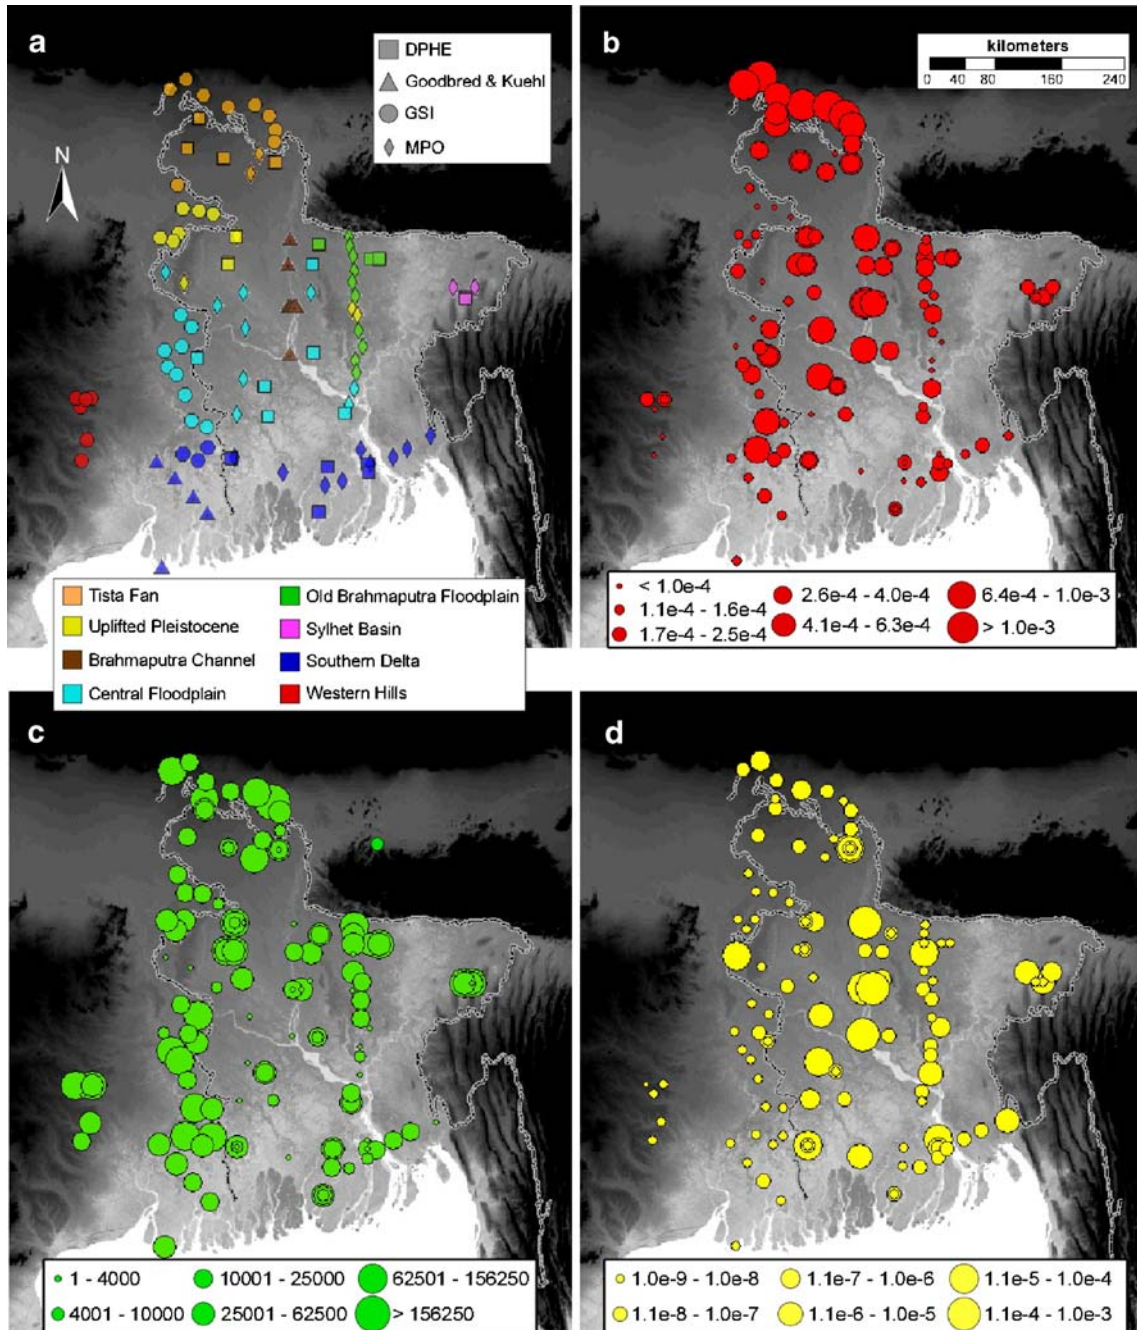 a
DPHE
Goodbred & Kuehl
GSI
MPO
N
Tista Fan
Uplifted Pleistocene
Brahmaputra Channel
Central Floodplain
Old Brahmaputra Floodplain
Sylhet Basin
Southern Delta
Western Hills
b
kilometers
0 40 80 160 240
< 1.0e-4
1.1e-4 - 1.6e-4
1.7e-4 - 2.5e-4
2.6e-4 - 4.0e-4
4.1e-4 - 6.3e-4
6.4e-4 - 1.0e-3
> 1.0e-3
c
1 - 4000
4001 - 10000
10001 - 25000
25001 - 62500
62501 - 156250
> 156250
d
1.0e-9 - 1.0e-8
1.1e-8 - 1.0e-7
1.1e-7 - 1.0e-6
1.1e-6 - 1.0e-5
1.1e-5 - 1.0e-4
1.1e-4 - 1.0e-3